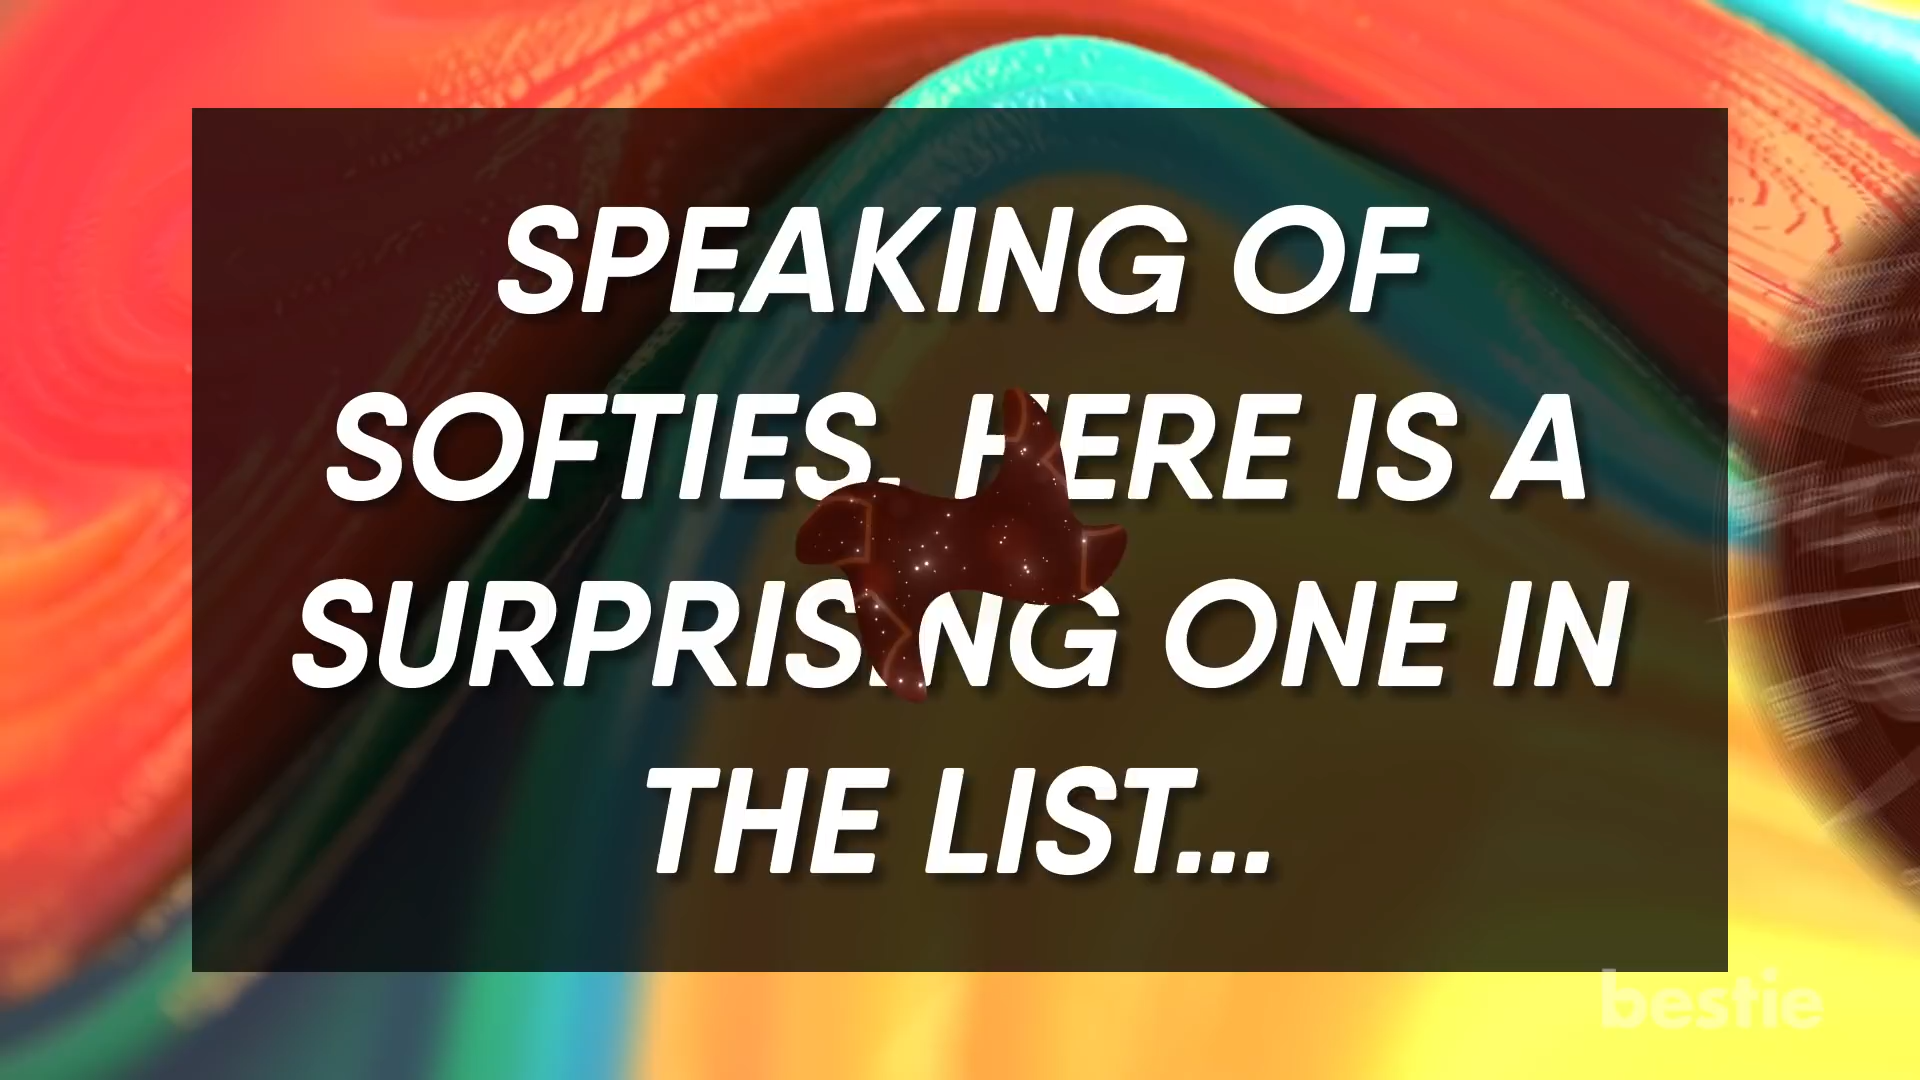 SPEAKING OF
SOFTIES, HERE IS A
SURPRISING ONE IN
THE LIST...
bestie